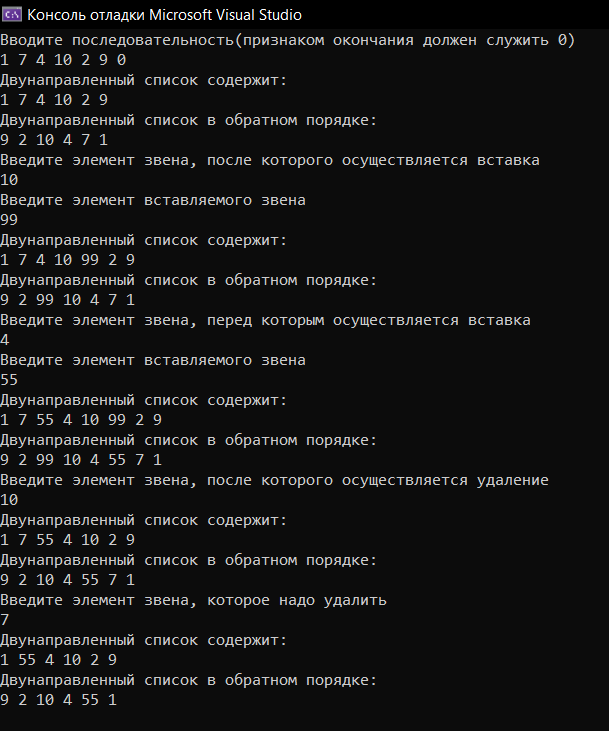 Консоль отладки Microsoft Visual Studio
Вводите последовательность(признаком окончания должен служить 0)
1 7 4 10 2 9 0
Двунаправленный список содержит:
1 7 4 10 2 9
Двунаправленный список в обратном порядке:
9 2 10 4 7 1
Введите элемент звена, после которого осуществляется вставка
10
Введите элемент вставляемого звена
99
Двунаправленный список содержит:
1 7 4 10 99 2 9
Двунаправленный список в обратном порядке:
9 2 99 10 4 7 1
Введите элемент звена, перед которым осуществляется вставка
4
Введите элемент вставляемого звена
55
Двунаправленный список содержит:
1 7 55 4 10 99 2 9
Двунаправленный список в обратном порядке:
9 2 99 10 4 55 7 1
Введите элемент звена, после которого осуществляется удаление
10
Двунаправленный список содержит:
1 7 55 4 10 2 9
Двунаправленный список в обратном порядке:
9 2 10 4 55 7 1
Введите элемент звена, которое надо удалить
7
Двунаправленный список содержит:
1 55 4 10 2 9
Двунаправленный список в обратном порядке:
9 2 10 4 55 1